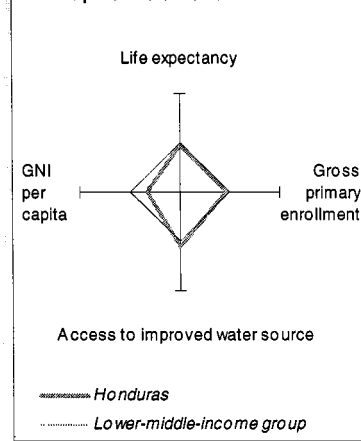 Life expectancy
GNI
per
capita
Gross
primary
enrollment
Access to improved water source
Honduras
Lower-middle-income group